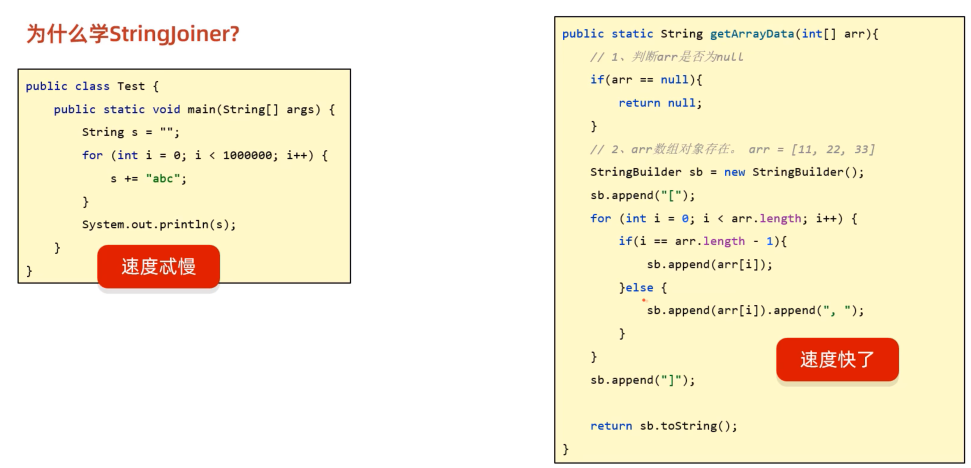 为什么学StringJoiner?
public class Test {
public static void main(String[] args) {
String s = "";
for (int i = 0; i < 1000000; i++) {
s += "abc";
}
System.out.println(s);
}
}
速度忒慢
public static String getArrayData(int[] arr){
// 1、判断arr是否为null
if(arr == null){
return null;
}
// 2、arr数组对象存在。 arr = [11, 22, 33]
StringBuilder sb = new StringBuilder();
sb.append("[");
for (int i = 0; i < arr.length; i++) {
if(i == arr.length - 1){
sb.append(arr[i]);
}else {
sb.append(arr[i]).append(", ");
}
}
速度快了
sb.append("]");
return sb.toString();
}